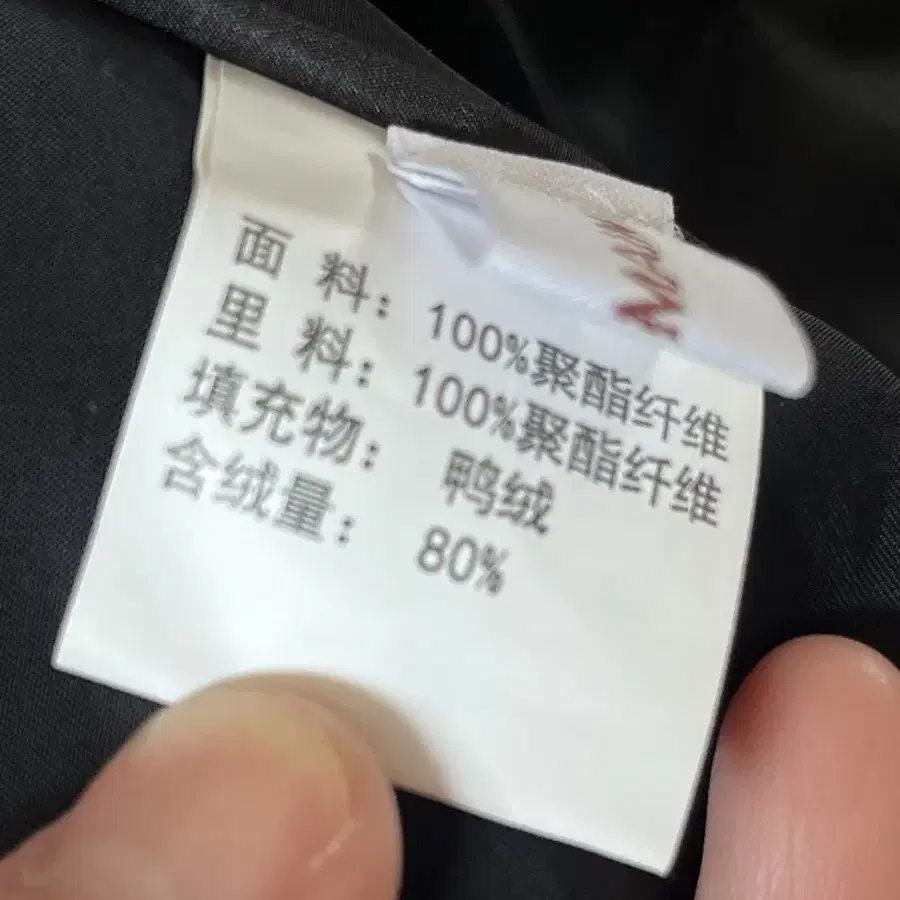 面 料: 100%聚酯纤维
里 料: 100%聚酯纤维
填充物: 鸭绒
含绒量: 80%